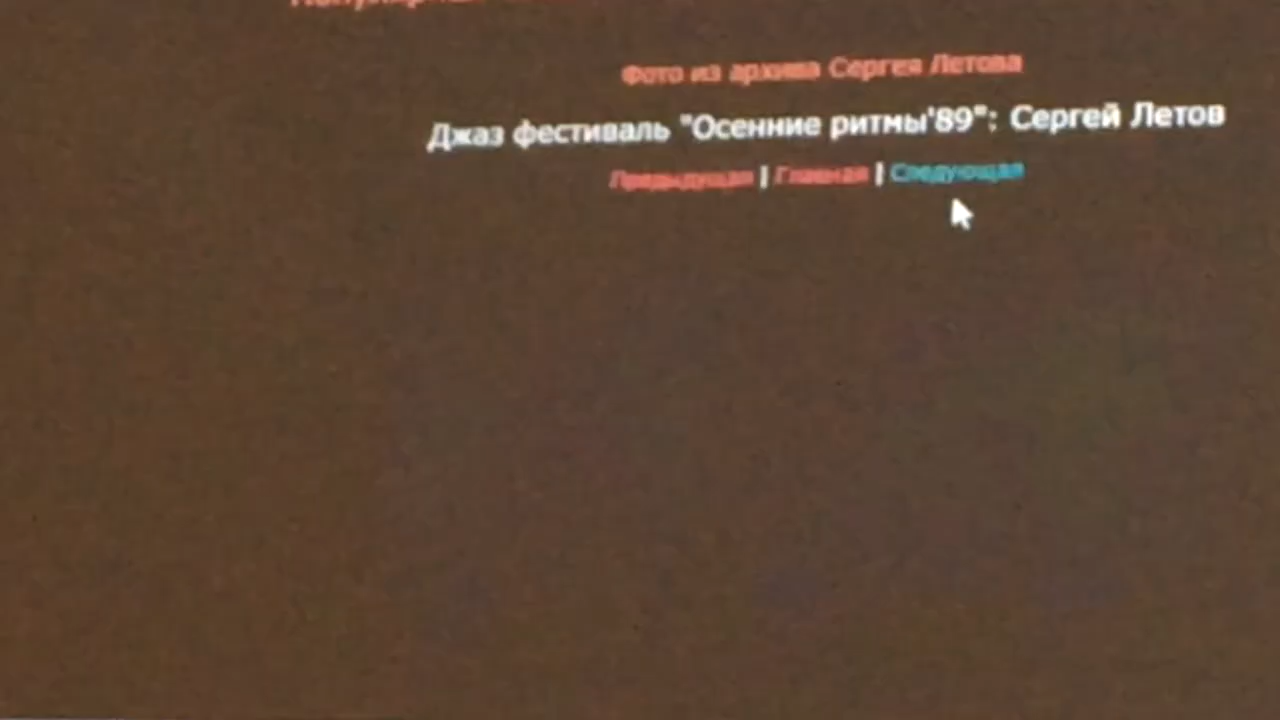 Фото из архива Сергея Летова
Джаз фестиваль "Осенние ритмы'89": Сергей Летов
Предыдущая | Главная | Следующая